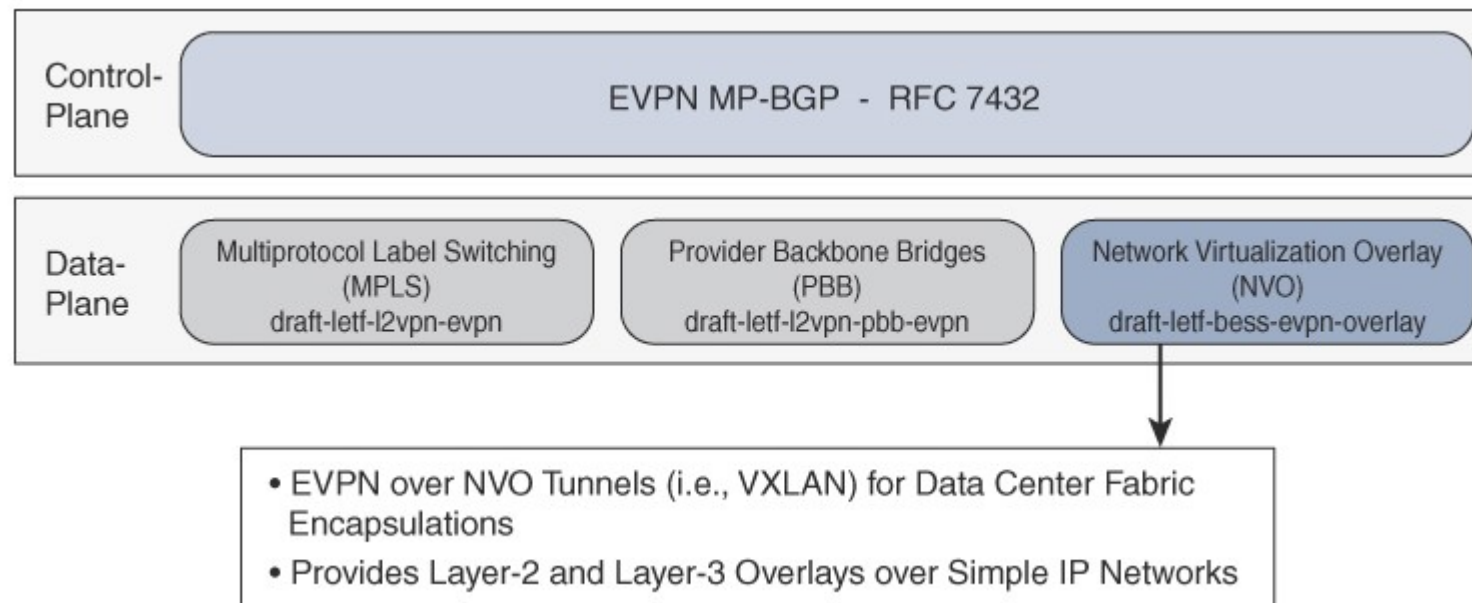 Control-
Plane
EVPN MP-BGP - RFC 7432
Data-
Plane
Multiprotocol Label Switching
(MPLS)
draft-letf-l2vpn-evpn
Provider Backbone Bridges
(PBB)
draft-letf-l2vpn-pbb-evpn
Network Virtualization Overlay
(NVO)
draft-letf-bess-evpn-overlay
• EVPN over NVO Tunnels (i.e., VXLAN) for Data Center Fabric
Encapsulations
• Provides Layer-2 and Layer-3 Overlays over Simple IP Networks